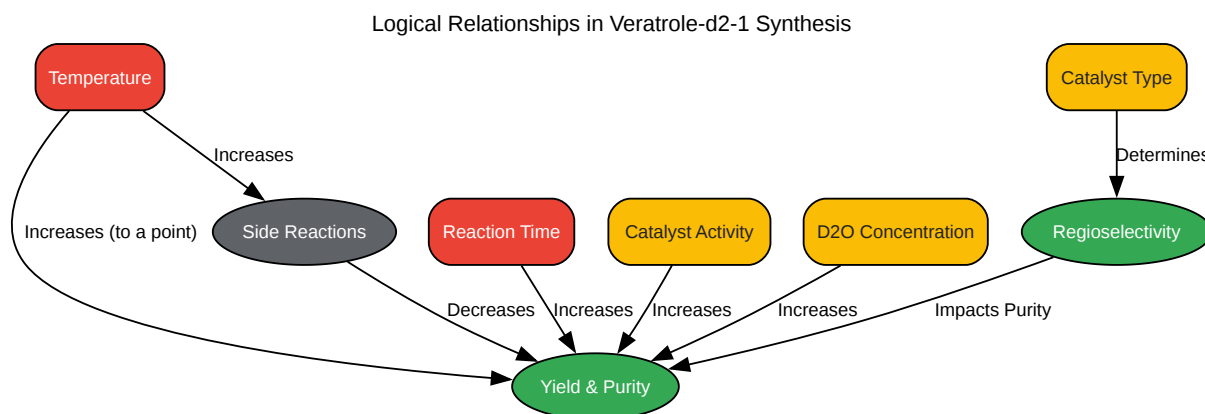 Logical Relationships in Veratrole-d2-1 Synthesis
Temperature
Catalyst Type
Increases
Determines
Increases (to a point)
Side Reactions
Reaction Time
Catalyst Activity
D2O Concentration
Regioselectivity
Decreases
Increases
Increases
Increases
Impacts Purity
Yield & Purity